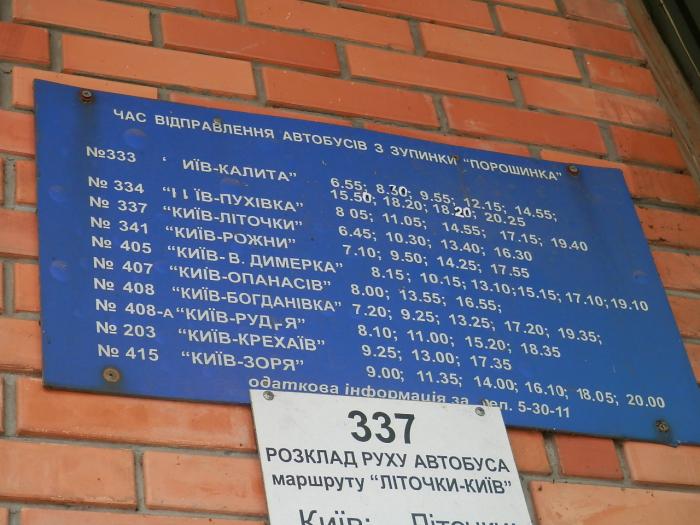 ЧАС ВІДПРАВЛЕННЯ АВТОБУСІВ З ЗУПИНКИ "ПОРОШИНКА"
№333 "ИЇВ-КАЛИТА" 6.55; 8.30; 9.55; 12.15; 14.55;
15.50; 18.20; 18.20; 20.25
№ 334 "ЇВ-ПУХІВКА" 8 05; 11.05; 14.55; 17.15; 19.40
№ 337 "КИЇВ-ЛІТОЧКИ" 6.45; 10.30; 13.40; 16.30
№ 341 "КИЇВ-РОЖНИ" 7.10; 9.50; 14.25; 17.55
№ 405 "КИЇВ- В. ДИМЕРКА" 8.15; 10.15; 13.10;15.15; 17.10;19.10
№ 407 "КИЇВ-ОПАНАСІВ" 8.00; 13.55; 16.55;
№ 408 "КИЇВ-БОГДАНІВКА" 7.20; 9.25; 13.25; 17.20; 19.35;
№ 408-А "КИЇВ-РУДНЯ" 8.10; 11.00; 15.20; 18.35
№ 203 "КИЇВ-КРЕХАЇВ" 9.25; 13.00; 17.35
№ 415 "КИЇВ-ЗОРЯ" 9.00; 11.35; 14.00; 16.10; 18.05; 20.00
одаткова інформація за ел. 5-30-11
337
РОЗКЛАД РУХУ АВТОБУСА
маршруту "ЛІТОЧКИ-КИЇВ"
Київ: Літочки